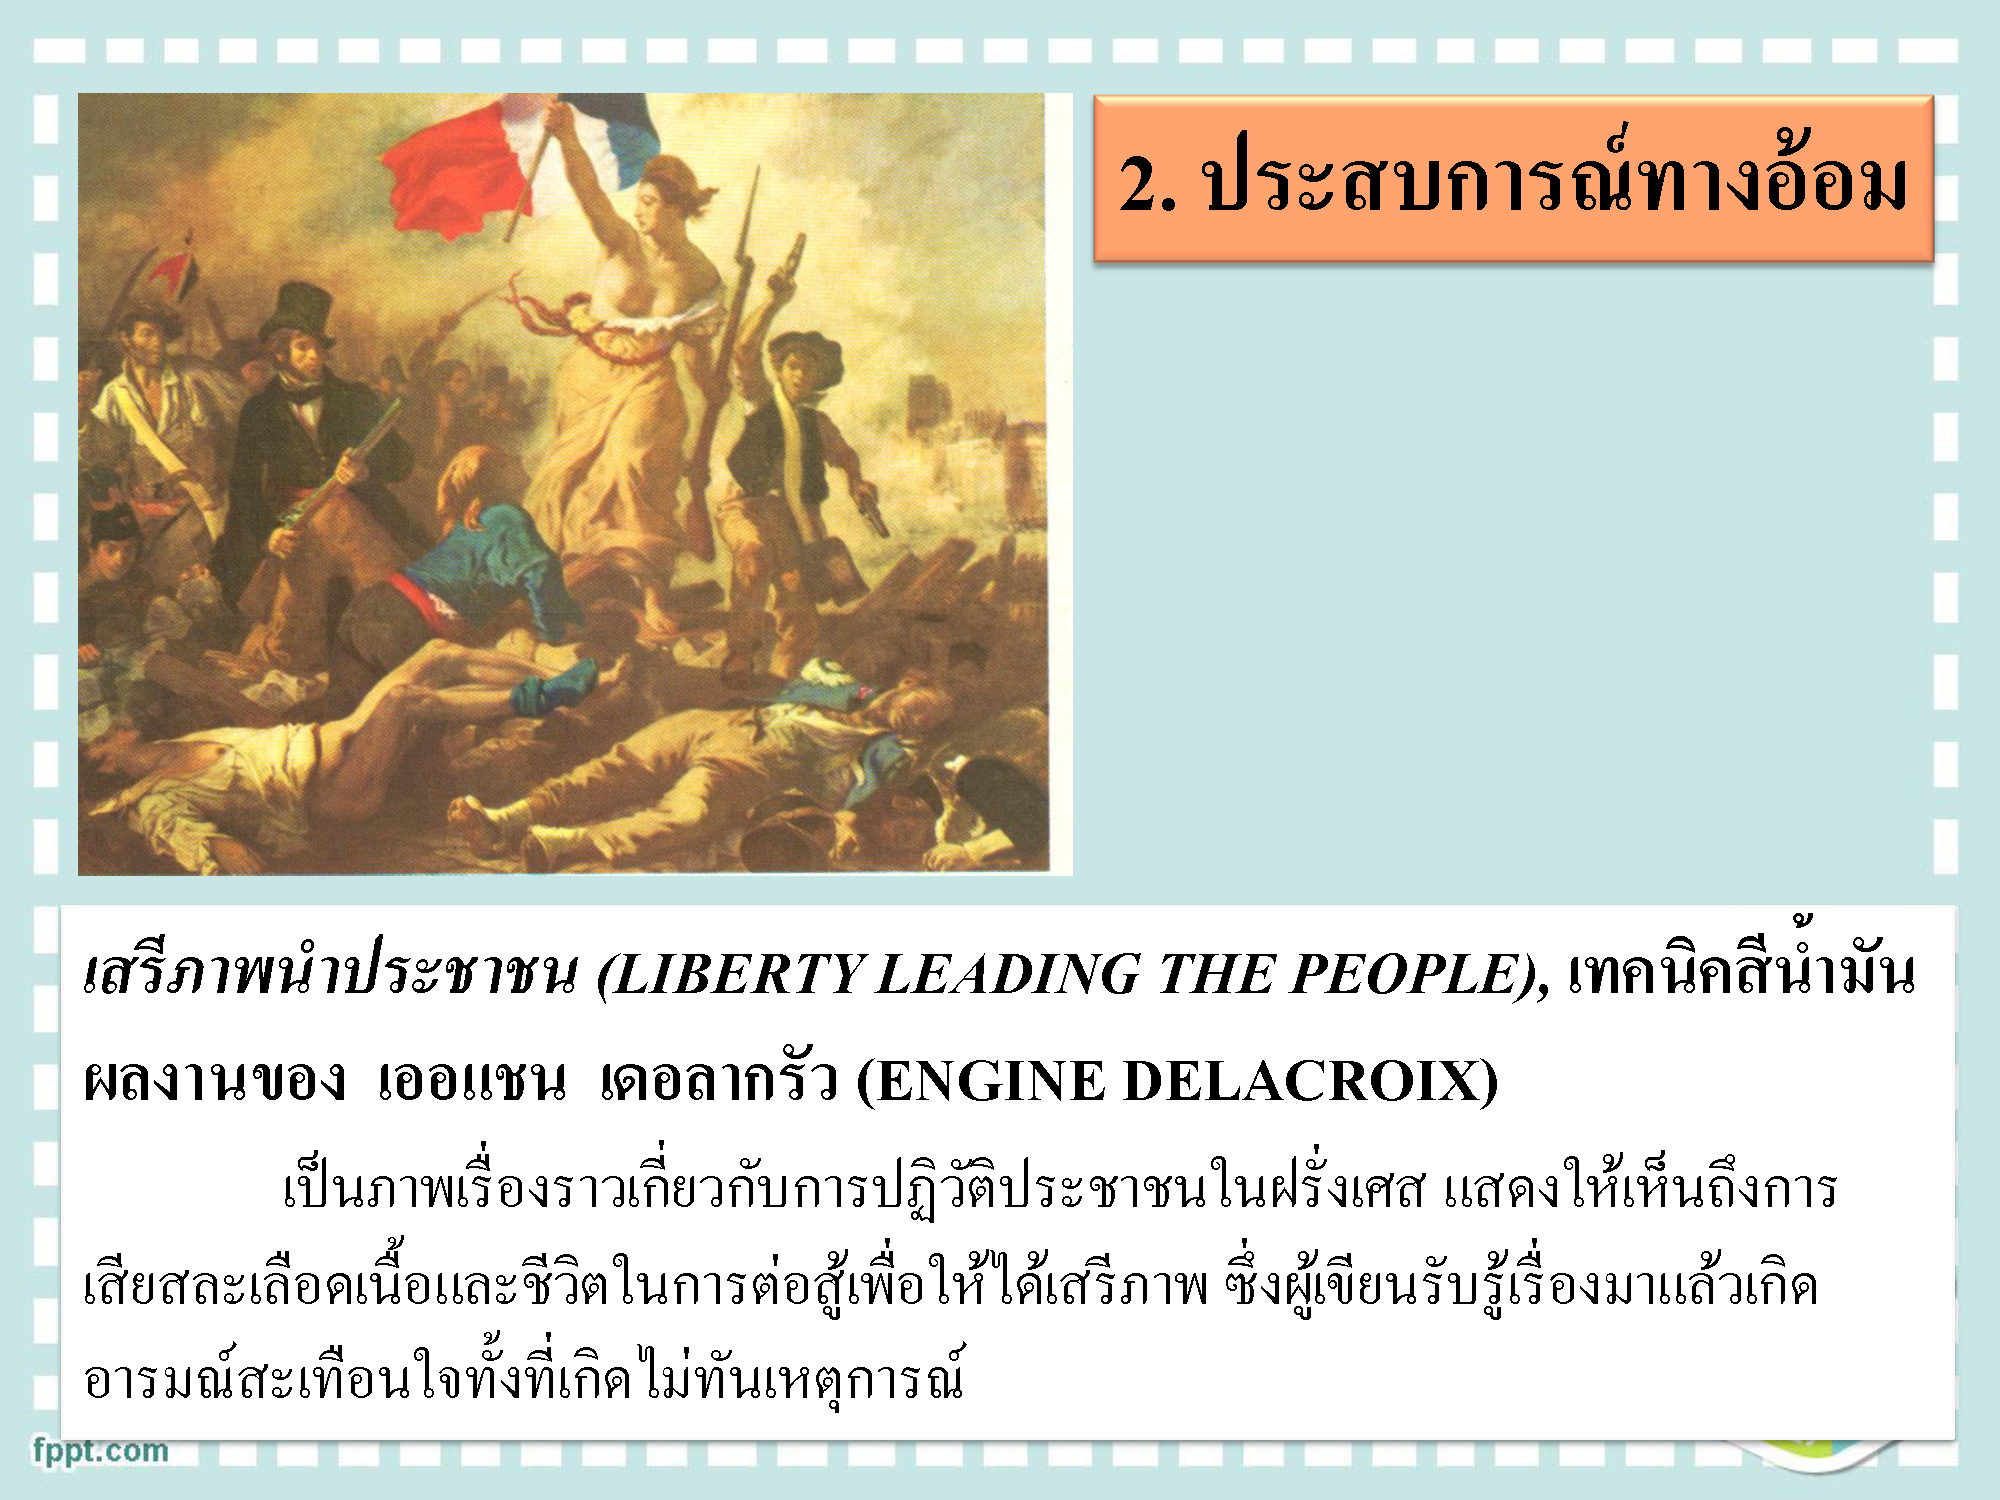 2. ประสบการณ์ทางอ้อม
เสรีภาพนำประชาชน (LIBERTY LEADING THE PEOPLE), เทคนิคสีน้ำมัน
ผลงานของ เออแชน เดอลากรัว (ENGINE DELACROIX)
เป็นภาพเรื่องราวเกี่ยวกับการปฏิวัติประชาชนในฝรั่งเศส แสดงให้เห็นถึงการ
เสียสละเลือดเนื้อและชีวิตในการต่อสู้เพื่อให้ได้เสรีภาพ ซึ่งผู้เขียนรับรู้เรื่องมาแล้วเกิด
อารมณ์สะเทือนใจทั้งที่เกิดไม่ทันเหตุการณ์
fppt.com